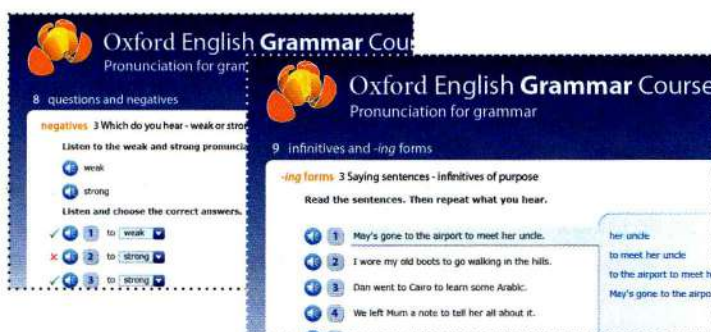 Oxford English Grammar Cou
Pronunciation for gram
8 questions and negatives
negatives 3 Which do you hear - weak or stro
Listen to the weak and strong pronuncia
weak
strong
Listen and choose the correct answers.
1 to weak
2 to strong
3 to strong
Oxford English Grammar Course
Pronunciation for grammar
9 infinitives and -ing forms
-ing forms 3 Saying sentences - infinitives of purpose
Read the sentences. Then repeat what you hear.
1 May's gone to the airport to meet her uncle.
2 I wore my old boots to go walking in the hills.
3 Dan went to Cairo to learn some Arabic.
4 We left Mum a note to tell her all about it.
her uncle
to meet her uncle
to the airport to meet h
May's gone to the airpo